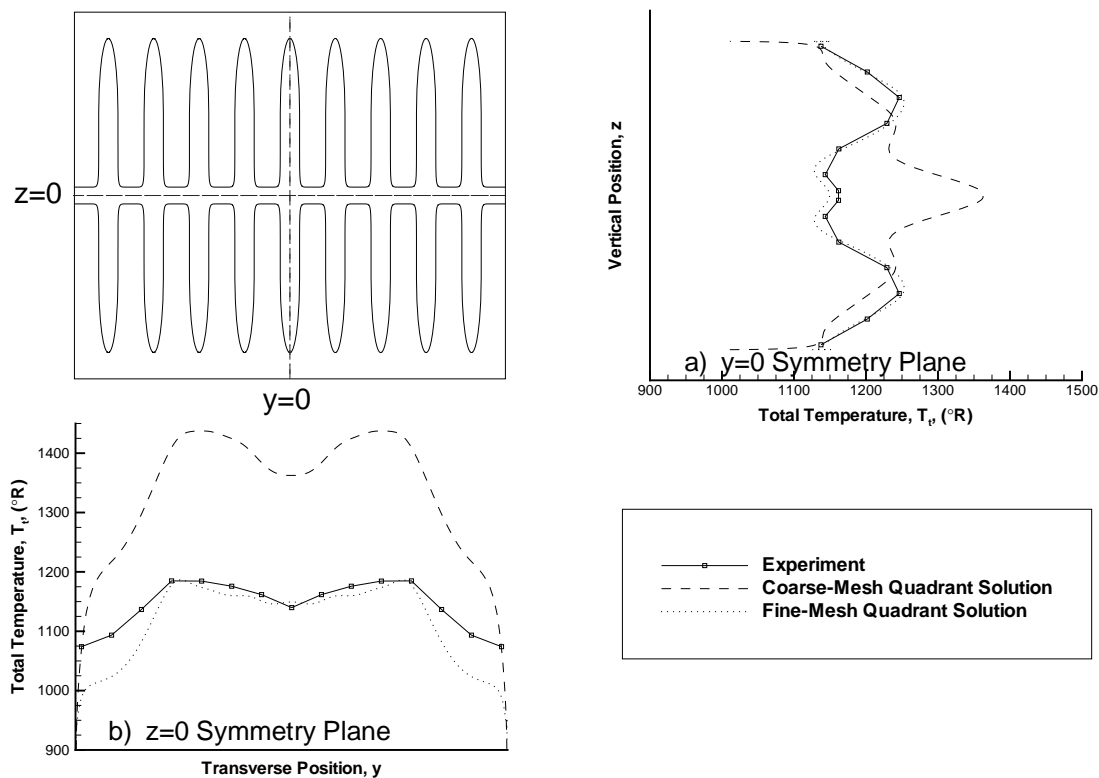 z=0
y=0
Vertical Position, z
a) y=0 Symmetry Plane
900 1000 1100 1200 1300 1400 1500
Total Temperature, Tt, (°R)
Total Temperature, Tt, (°R)
1400
1300
1200
1100
1000
900
b) z=0 Symmetry Plane
Transverse Position, y
Experiment
Coarse-Mesh Quadrant Solution
Fine-Mesh Quadrant Solution